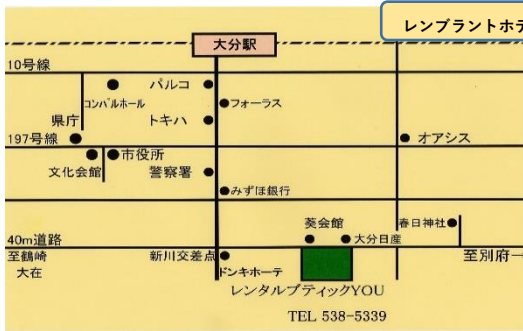 レンブラントホテ
大分駅
10号線
パルコ
コンパルホール
フォーラス
県庁
トキハ
197号線
オアシス
市役所
文化会館
警察署
みずほ銀行
葵会館
春日神社
40m道路
大分日産
至鶴崎
大在
新川交差点
至別府→
ドンキホーテ
レンタルブティックYOU
TEL 538-5339